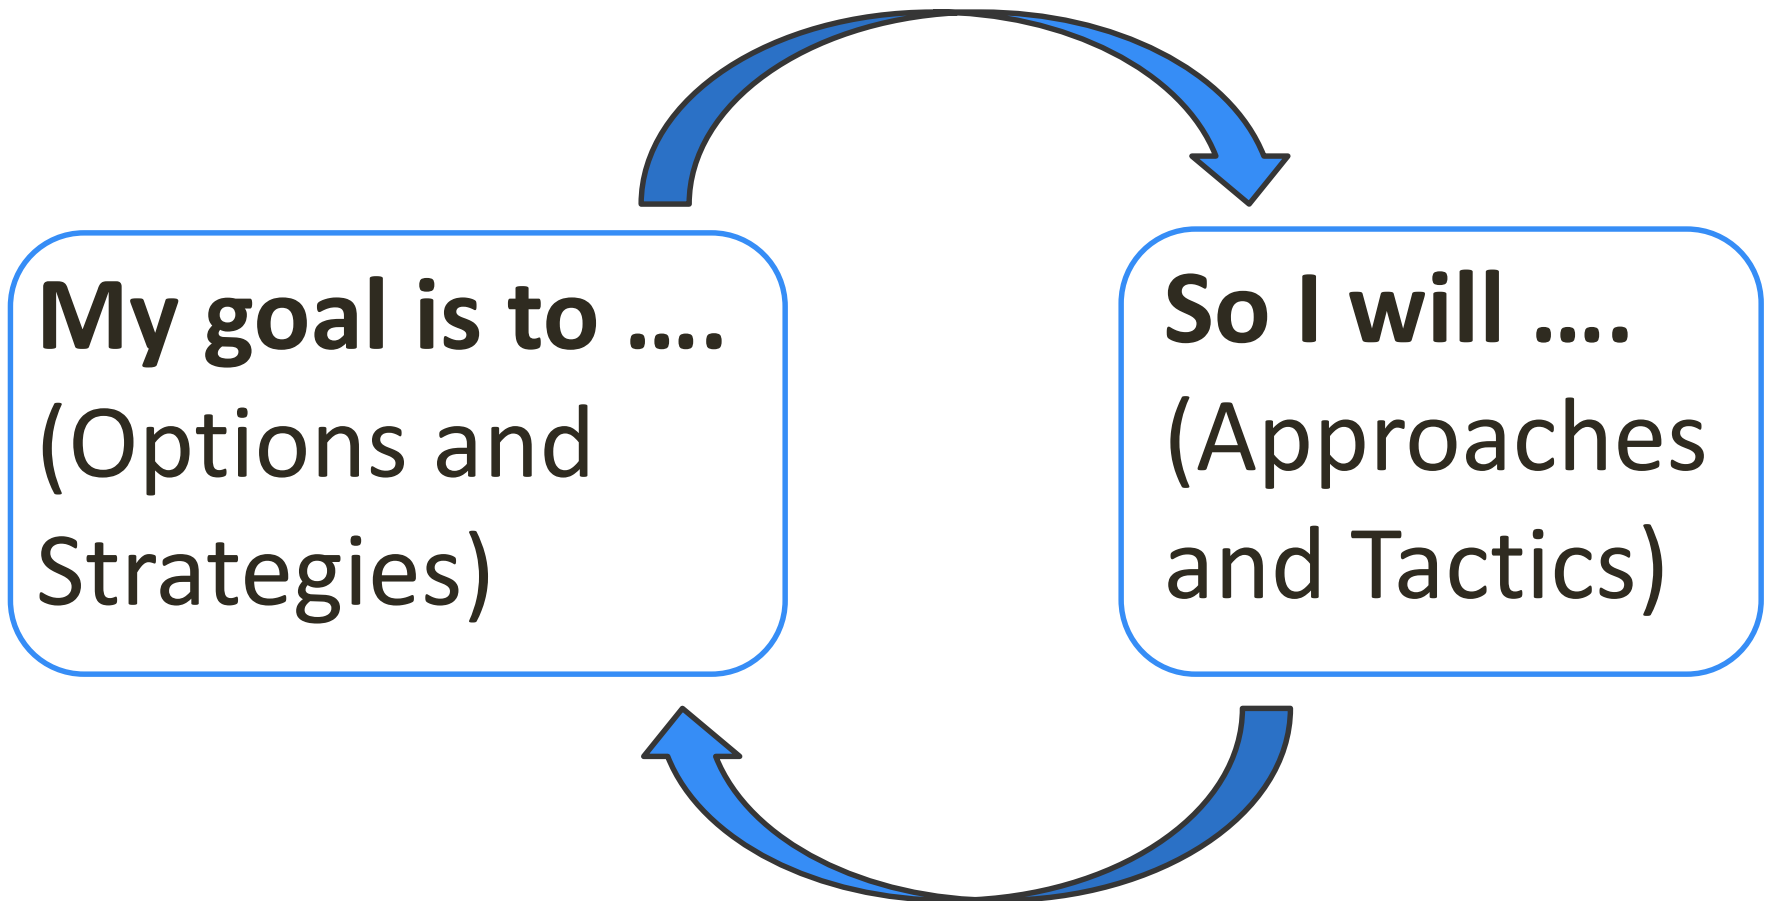 My goal is to ....
(Options and
Strategies)
So I will ....
(Approaches
and Tactics)